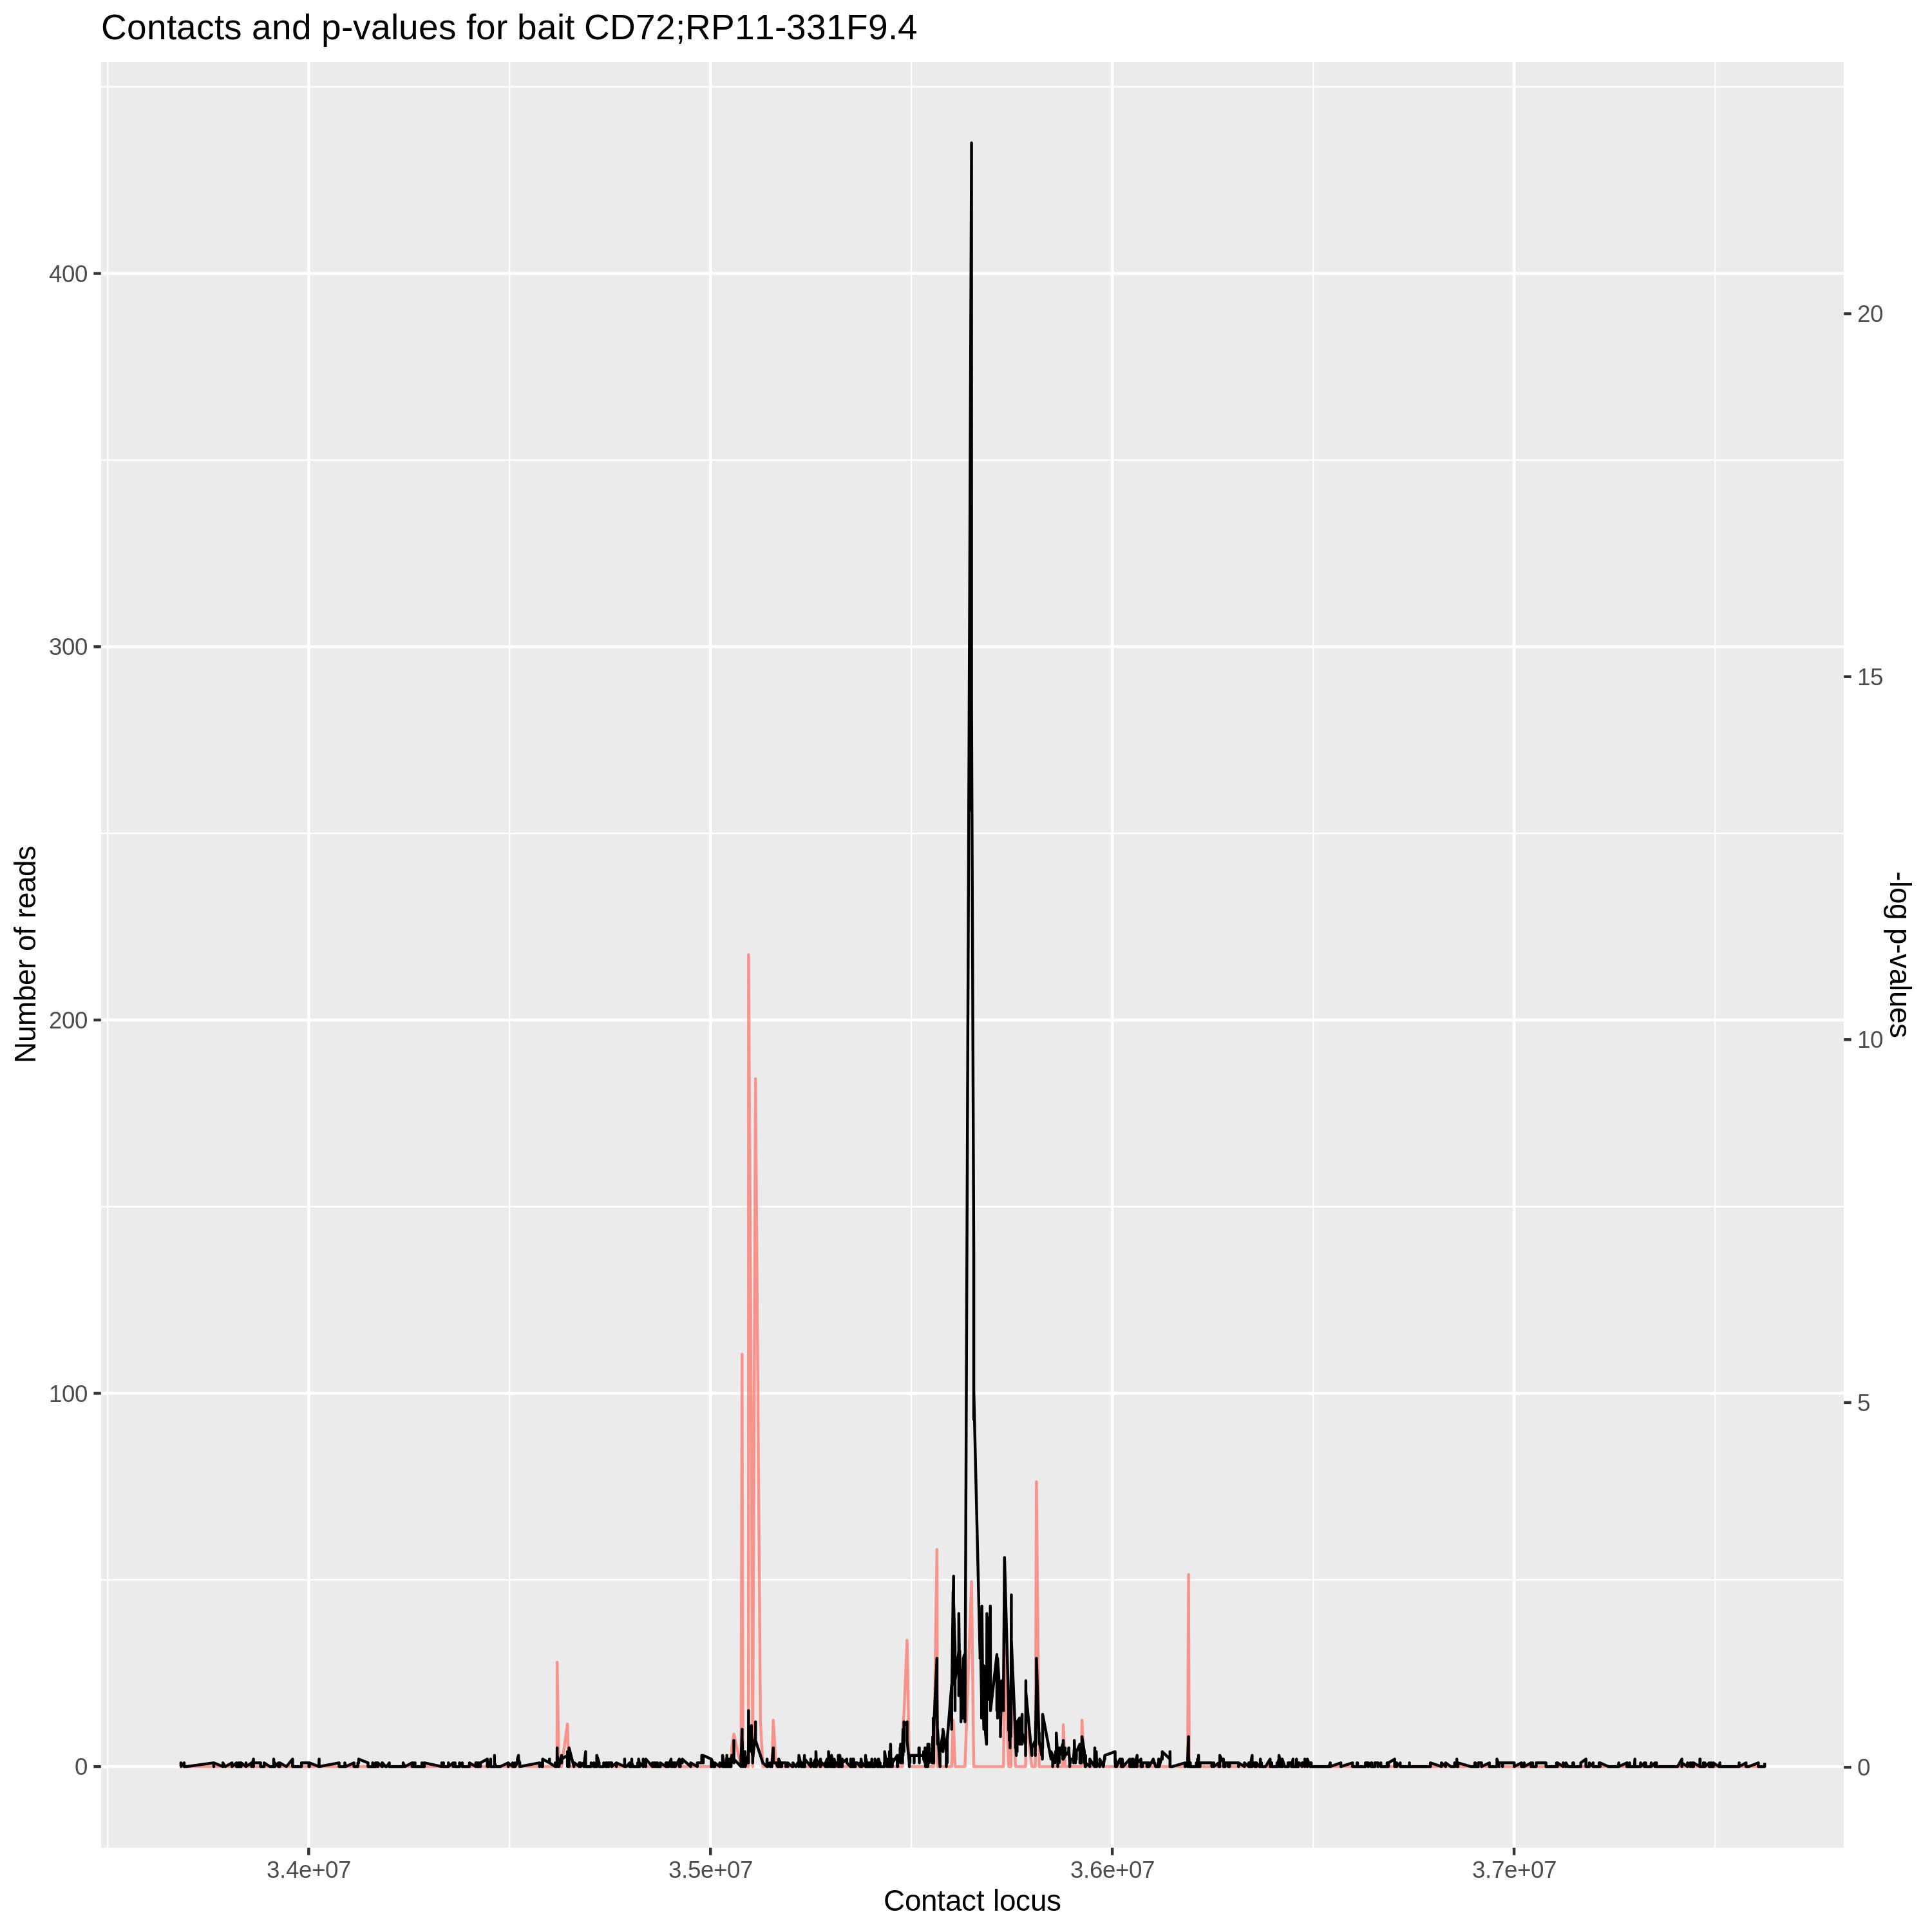 Contacts and p-values for bait CD72;RP11-331F9.4
400
300
200
100
0
Number of reads
20
15
10
5
0
-log p-values
3.4e+07
3.5e+07
3.6e+07
3.7e+07
Contact locus